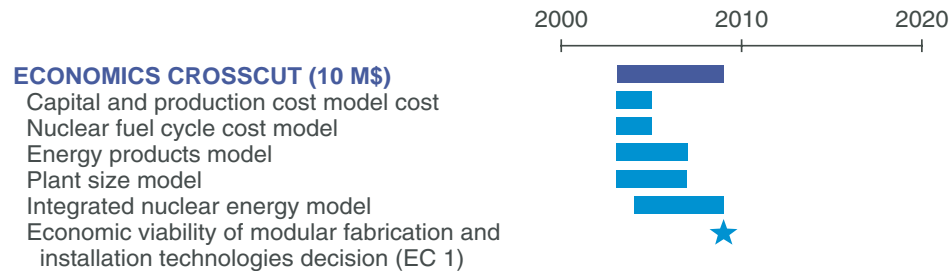 2000 2010 2020
ECONOMICS CROSSCUT (10 M$)
Capital and production cost model cost
Nuclear fuel cycle cost model
Energy products model
Plant size model
Integrated nuclear energy model
Economic viability of modular fabrication and
installation technologies decision (EC 1)